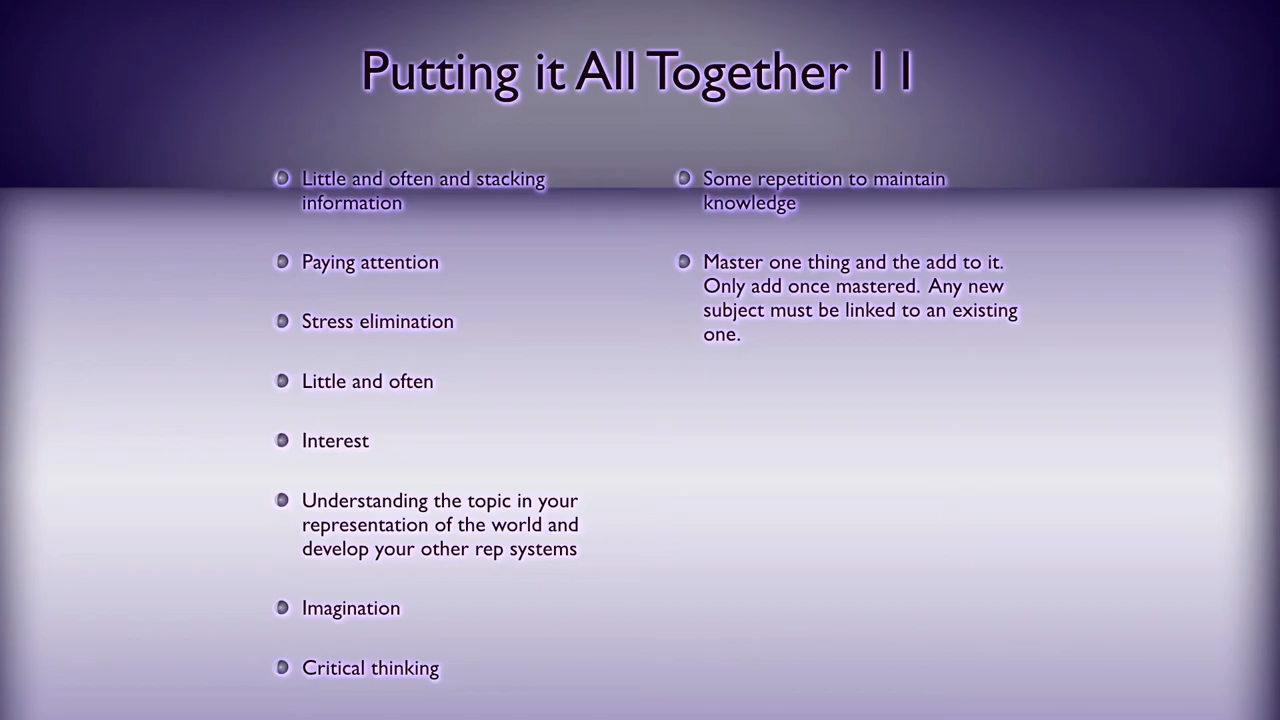 Putting it All Together 11
Little and often and stacking
information
Paying attention
Stress elimination
Little and often
Interest
Understanding the topic in your
representation of the world and
develop your other rep systems
Imagination
Critical thinking
Some repetition to maintain
knowledge
Master one thing and the add to it.
Only add once mastered. Any new
subject must be linked to an existing
one.